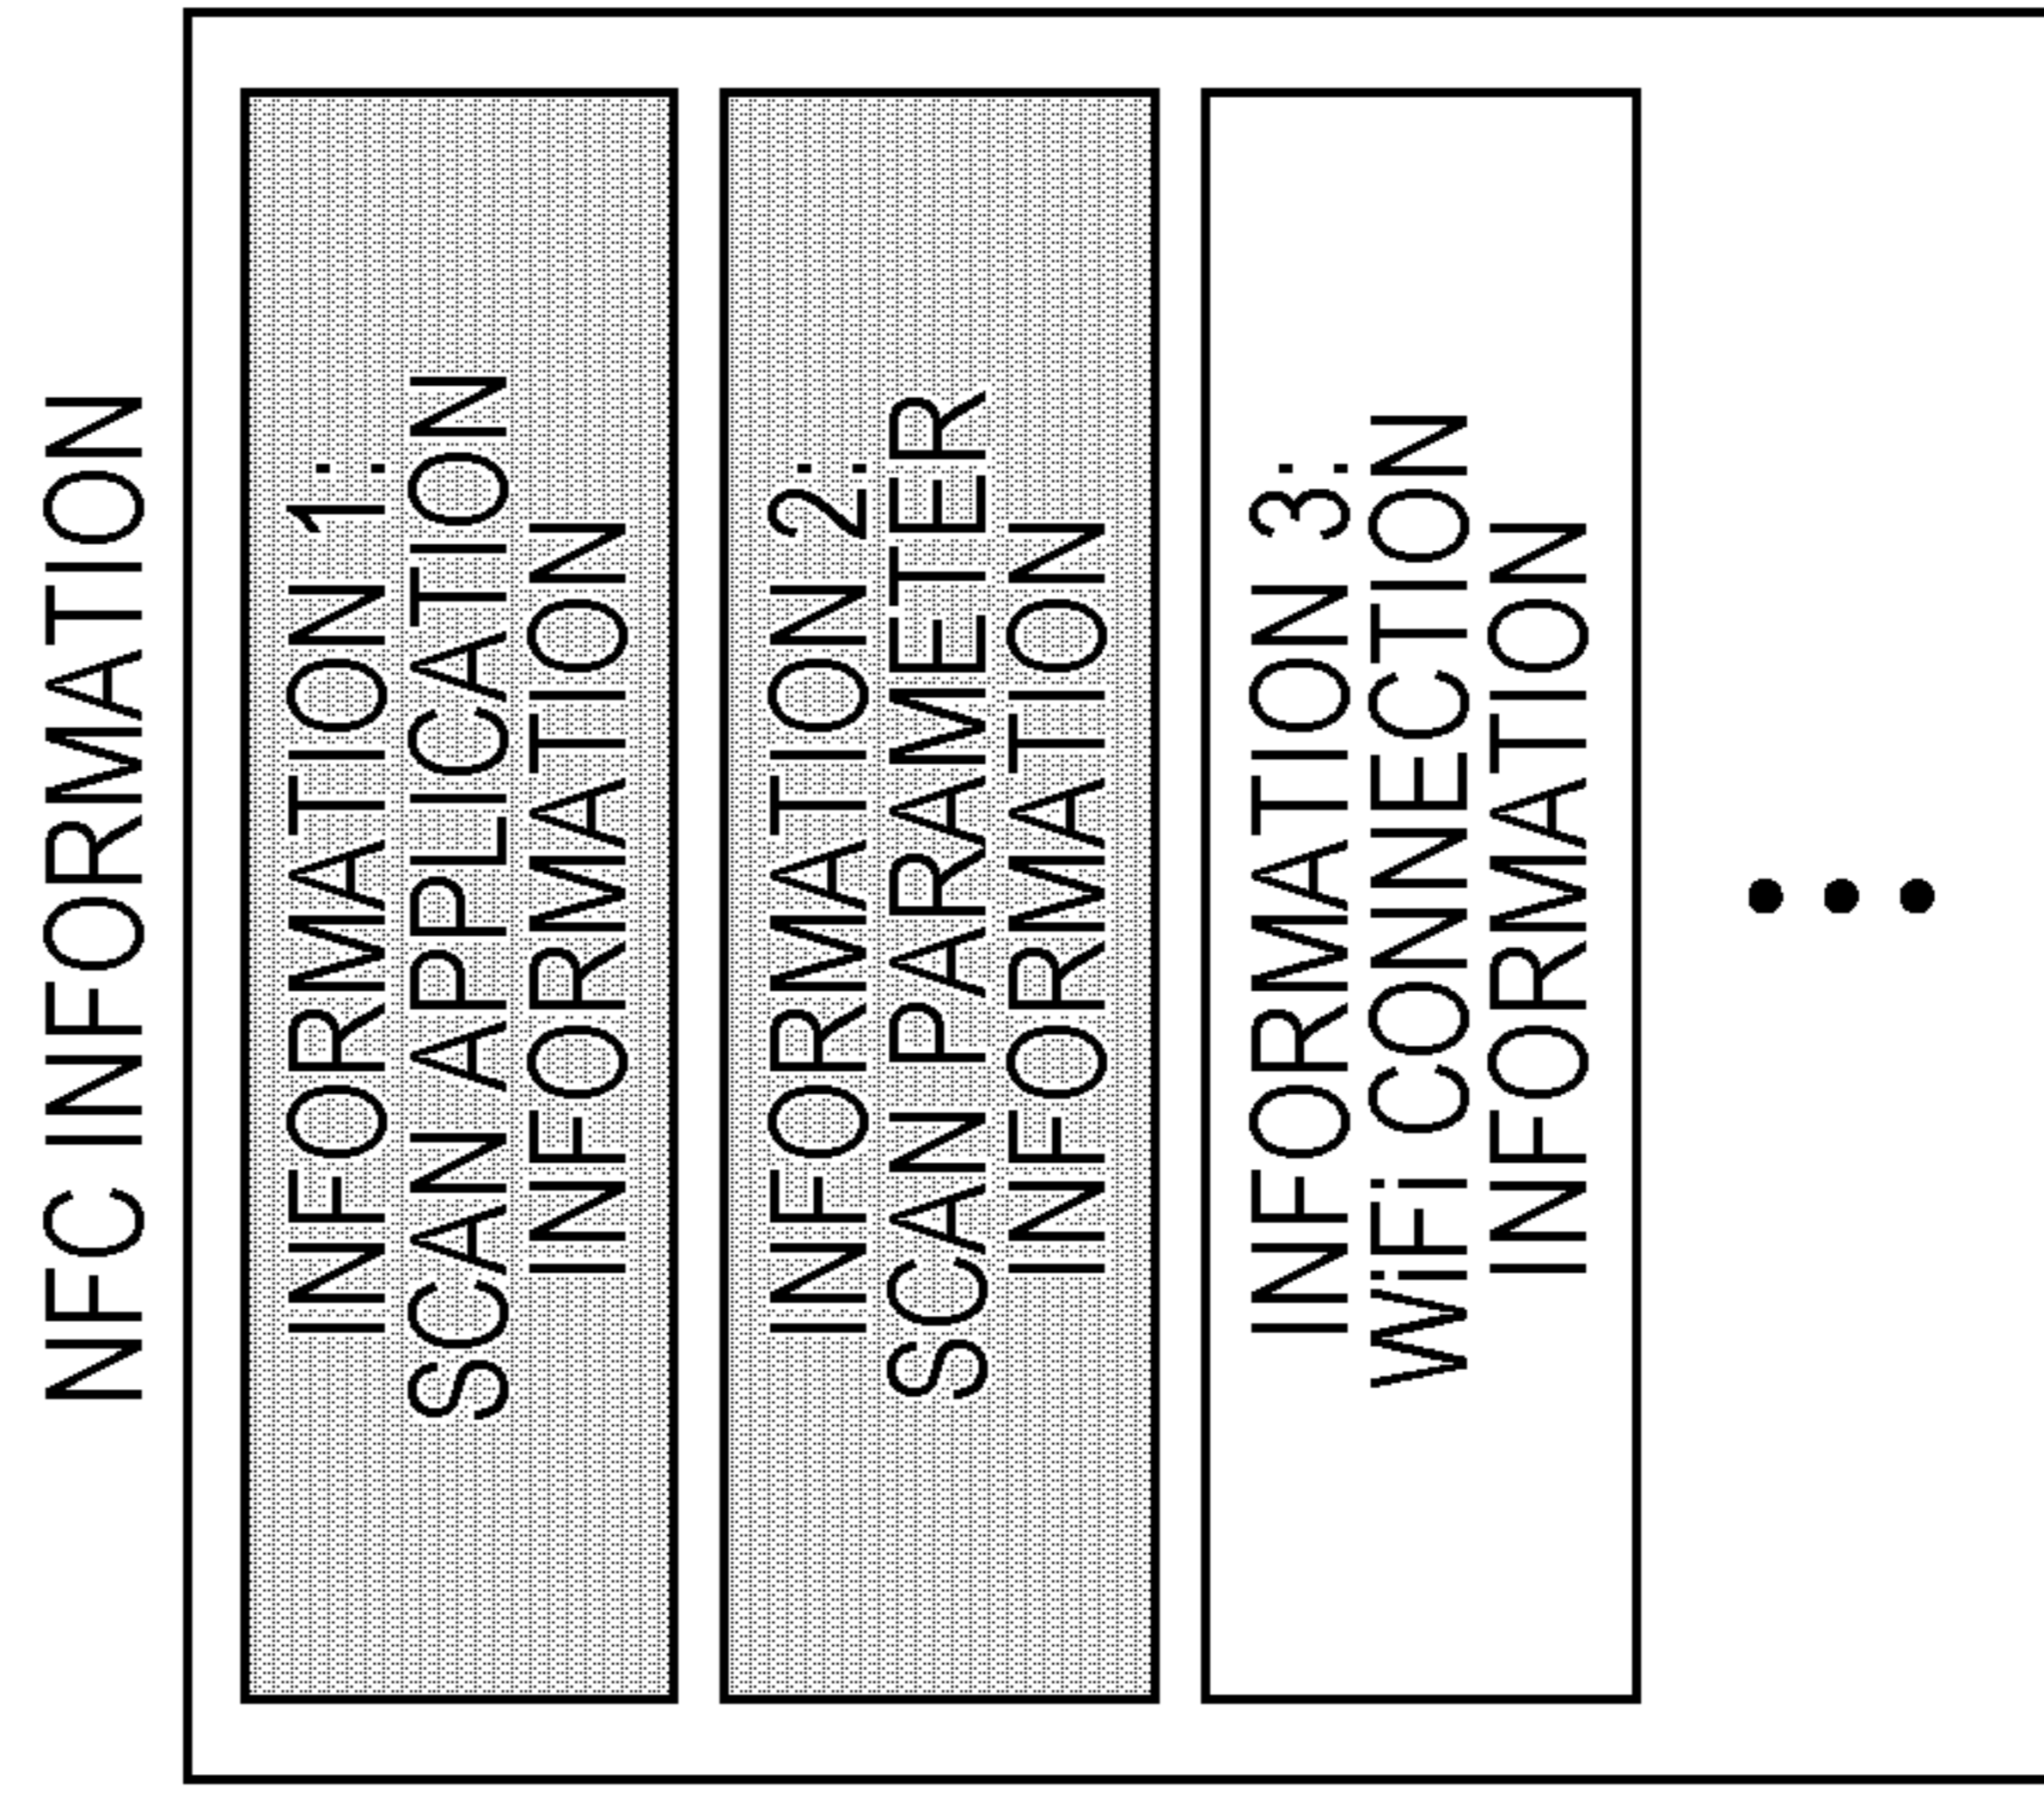 NFC INFORMATION
INFORMATION 1:
SCAN APPLICATION
INFORMATION
INFORMATION 2:
SCAN PARAMETER
INFORMATION
INFORMATION 3:
WiFi CONNECTION
INFORMATION